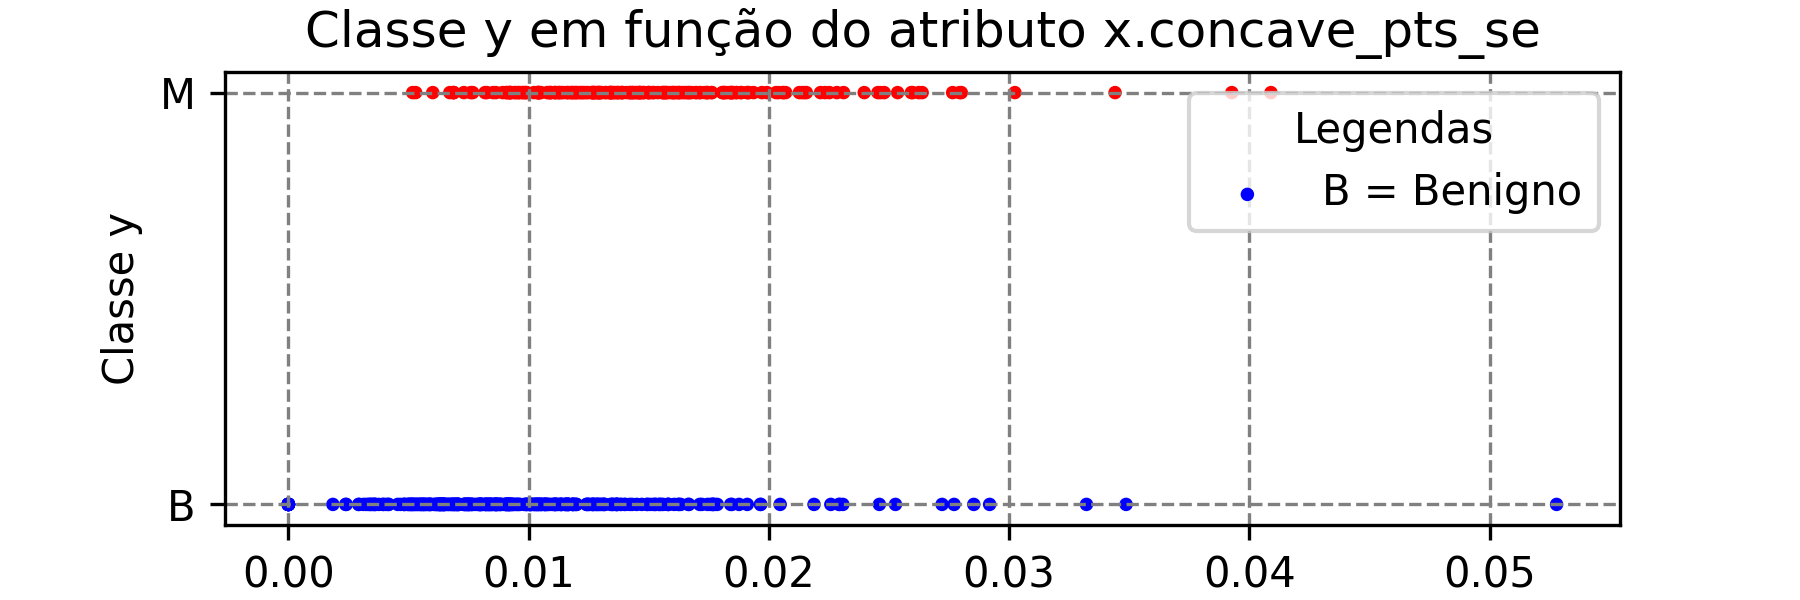 Classe y em função do atributo x.concave_pts_se
M
Legendas
B = Benigno
Classe y
B
0.00 0.01 0.02 0.03 0.04 0.05